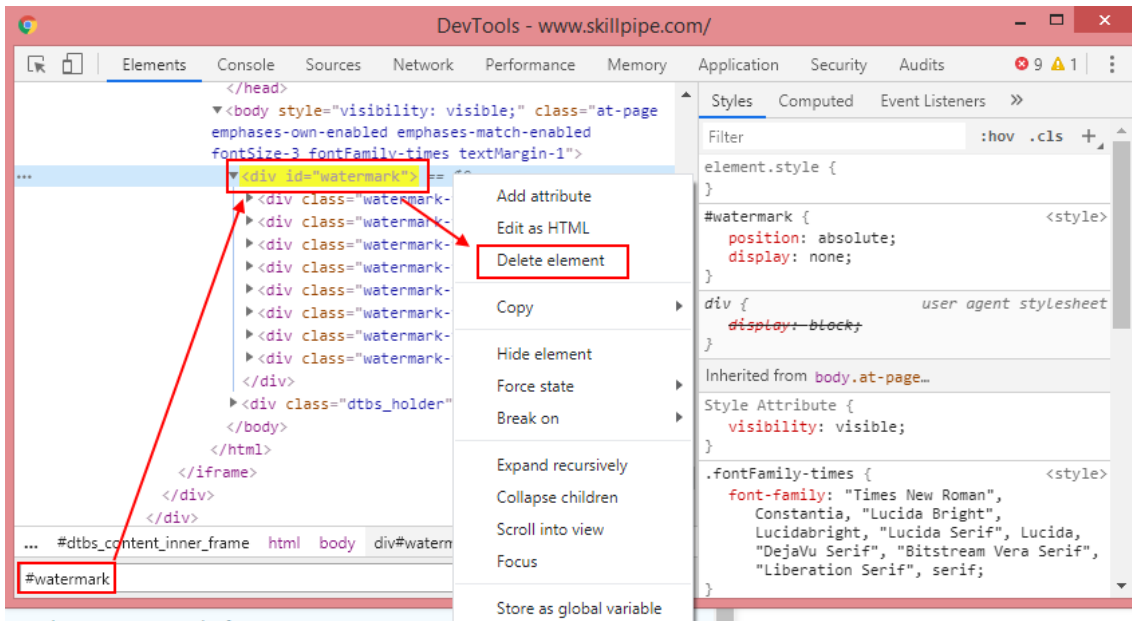 DevTools - www.skillpipe.com/
Elements Console Sources Network Performance Memory Application Security Audits 9 1
</head>
▼<body style="visibility: visible;" class="at-page
emphases-own-enabled emphases-match-enabled
fontSize-3 fontFamily-times textMargin-1">
... ▼<div id="watermark"> ==
▶<div class="watermark-
▶<div class="watermark-
▶<div class="watermark-
▶<div class="watermark-
▶<div class="watermark-
▶<div class="watermark-
▶<div class="watermark-
▶<div class="watermark-
</div>
▶<div class="dtbs_holder"
</body>
</html>
</iframe>
</div>
</div>
... #dtbs_content_inner_frame html body div#waterm
#watermark
Add attribute
Edit as HTML
Delete element
Copy
Hide element
Force state
Break on
Expand recursively
Collapse children
Scroll into view
Focus
Store as global variable
Styles Computed Event Listeners »
Filter :hov .cls +
element.style {
}
#watermark { <style>
position: absolute;
display: none;
}
div { user agent stylesheet
display: block;
}
Inherited from body.at-page…
Style Attribute {
visibility: visible;
}
.fontFamily-times { <style>
font-family: "Times New Roman",
Constantia, "Lucida Bright",
Lucidabright, "Lucida Serif", Lucida,
"DejaVu Serif", "Bitstream Vera Serif",
"Liberation Serif", serif;
}